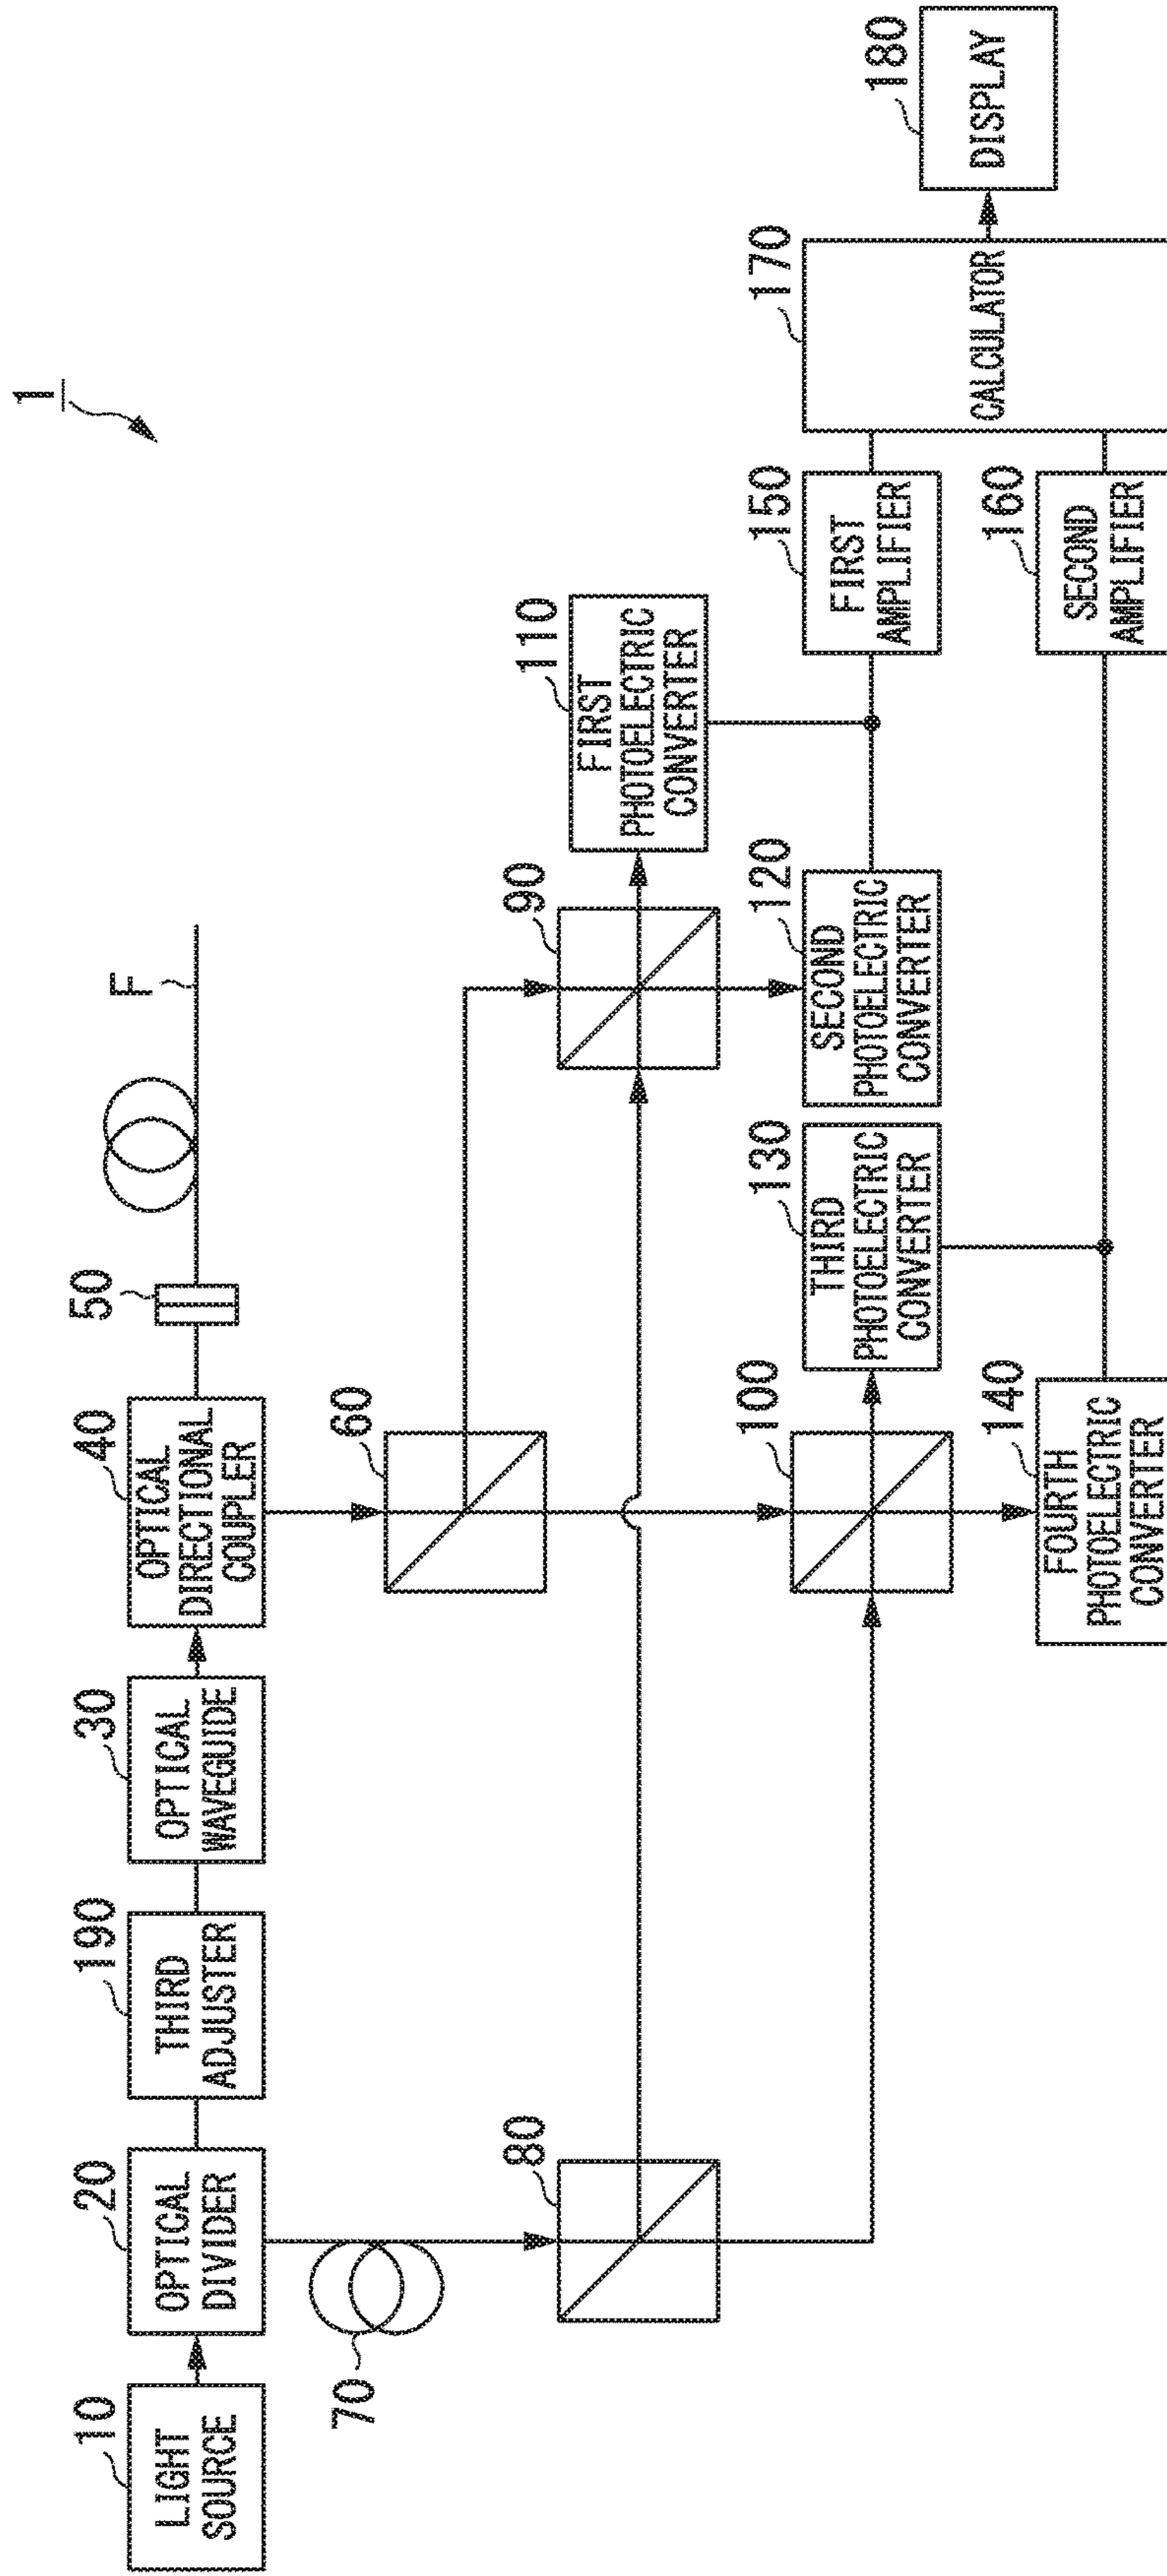 1
10
LIGHT
SOURCE
20
OPTICAL
DIVIDER
190
THIRD
ADJUSTER
30
OPTICAL
WAVEGUIDE
40
OPTICAL
DIRECTIONAL
COUPLER
50
F
70
80
60
90
100
110
FIRST
PHOTOELECTRIC
CONVERTER
120
SECOND
PHOTOELECTRIC
CONVERTER
130
THIRD
PHOTOELECTRIC
CONVERTER
140
FOURTH
PHOTOELECTRIC
CONVERTER
150
FIRST
AMPLIFIER
160
SECOND
AMPLIFIER
170
CALCULATOR
180
DISPLAY